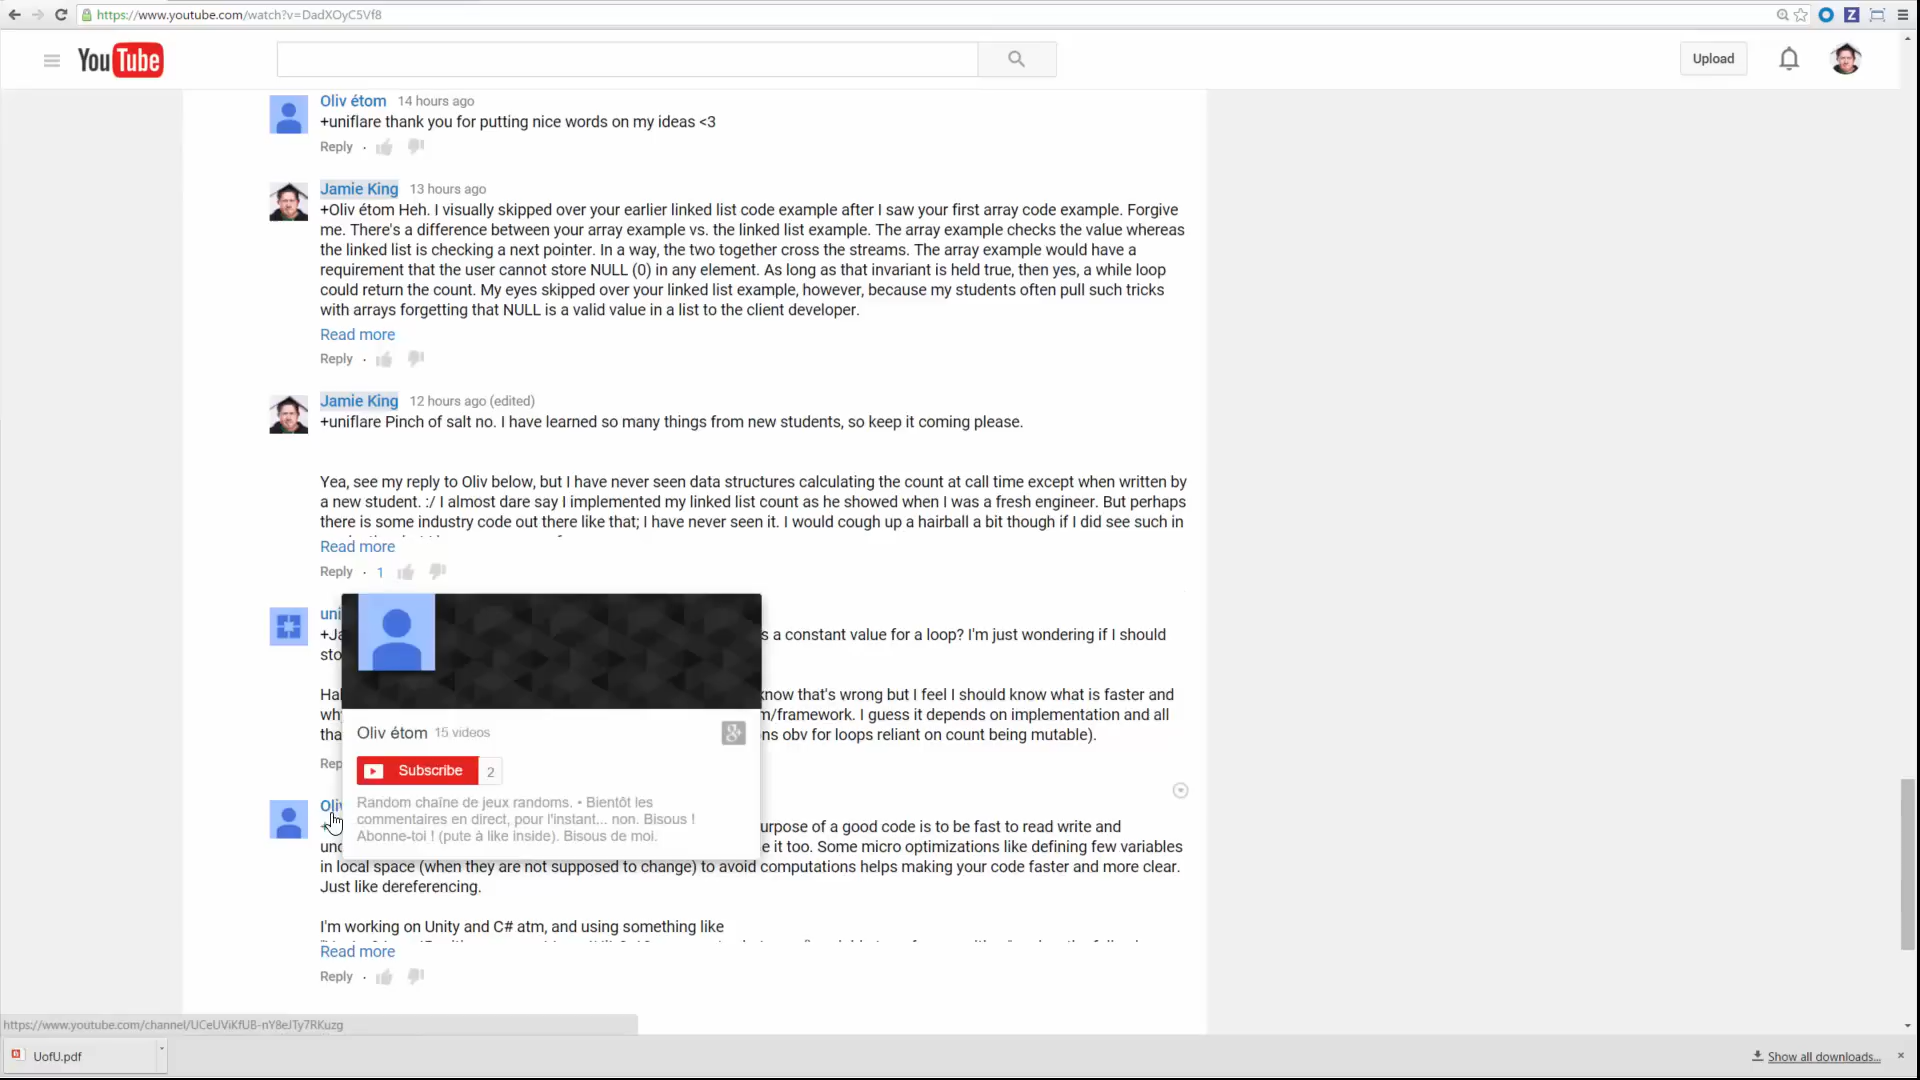 https://www.youtube.com/watch?v=DadXOyC5Vf8
YouTube
Upload
Oliv étom 14 hours ago
+uniflare thank you for putting nice words on my ideas <3
Reply ·
Jamie King 13 hours ago
+Oliv étom Heh. I visually skipped over your earlier linked list code example after I saw your first array code example. Forgive
me. There's a difference between your array example vs. the linked list example. The array example checks the value whereas
the linked list is checking a next pointer. In a way, the two together cross the streams. The array example would have a
requirement that the user cannot store NULL (0) in any element. As long as that invariant is held true, then yes, a while loop
could return the count. My eyes skipped over your linked list example, however, because my students often pull such tricks
with arrays forgetting that NULL is a valid value in a list to the client developer.
Read more
Reply ·
Jamie King 12 hours ago (edited)
+uniflare Pinch of salt no. I have learned so many things from new students, so keep it coming please.
Yea, see my reply to Oliv below, but I have never seen data structures calculating the count at call time except when written by
a new student. :/ I almost dare say I implemented my linked list count as he showed when I was a fresh engineer. But perhaps
there is some industry code out there like that; I have never seen it. I would cough up a hairball a bit though if I did see such in
Read more
Reply · 1
uni
+Ja s a constant value for a loop? I'm just wondering if I should
sto
Hal know that's wrong but I feel I should know what is faster and
wh m/framework. I guess it depends on implementation and all
tha ns obv for loops reliant on count being mutable).
Rep
Oliv étom 15 videos
Subscribe 2
Random chaîne de jeux randoms. • Bientôt les
commentaires en direct, pour l'instant... non. Bisous !
Abonne-toi ! (pute à like inside). Bisous de moi.
Oliv
urpose of a good code is to be fast to read write and
und e it too. Some micro optimizations like defining few variables
in local space (when they are not supposed to change) to avoid computations helps making your code faster and more clear.
Just like dereferencing.
I'm working on Unity and C# atm, and using something like
Read more
Reply ·
https://www.youtube.com/channel/UCeUViKfUB-nY8eJTy7RKuzg
UofU.pdf
Show all downloads...